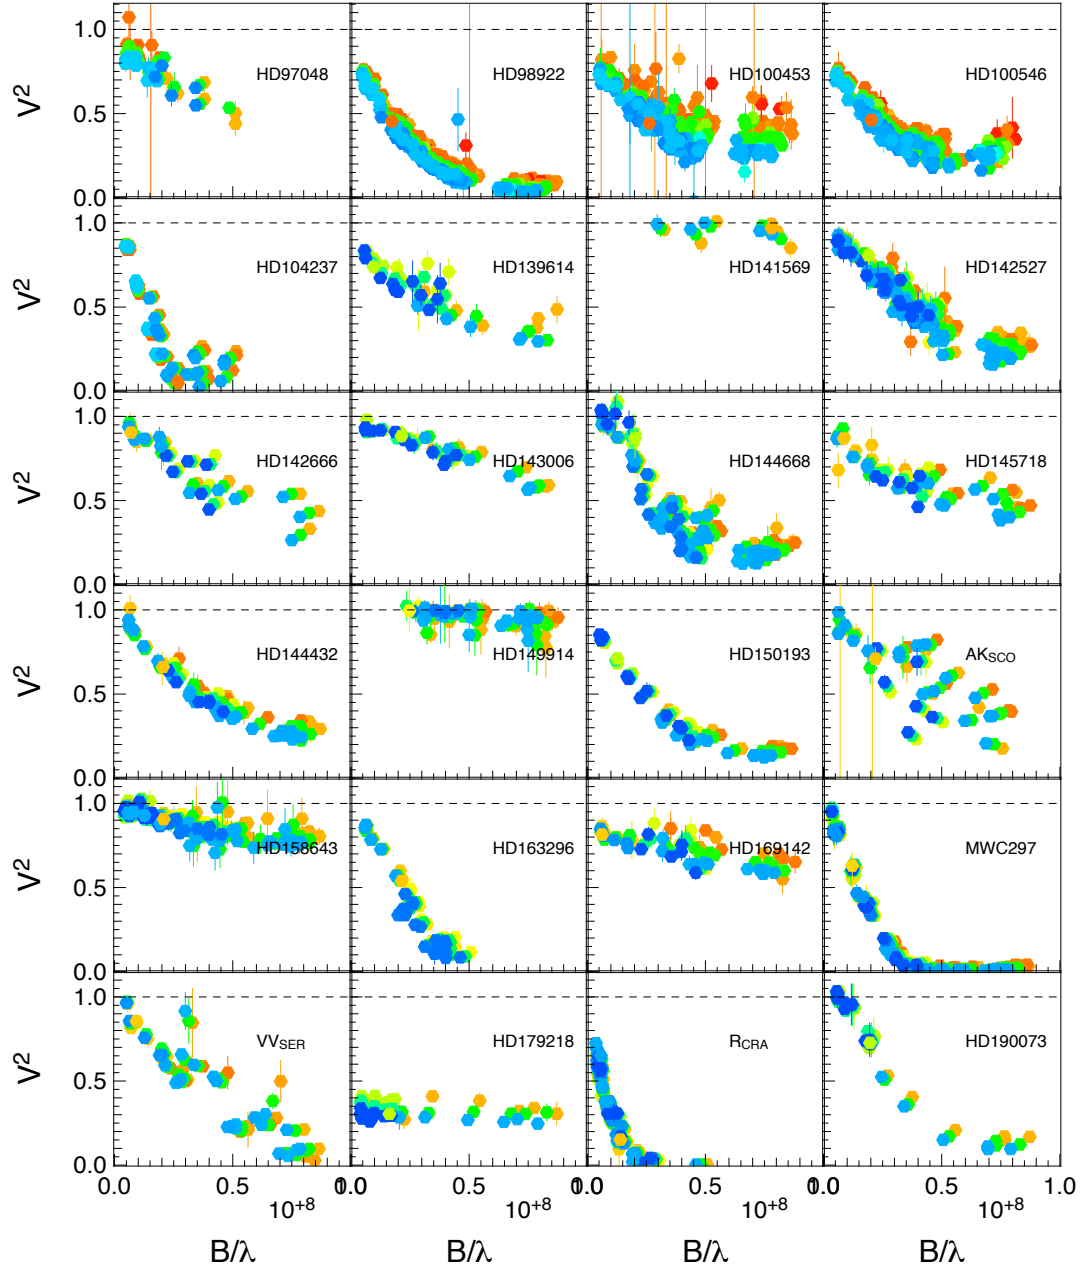 V2
1.0
0.5
0.0
HD97048
HD98922
HD100453
HD100546
V2
1.0
0.5
0.0
HD104237
HD139614
HD141569
HD142527
V2
1.0
0.5
0.0
HD142666
HD143006
HD144668
HD145718
V2
1.0
0.5
0.0
HD144432
HD149914
HD150193
AKSCO
V2
1.0
0.5
0.0
HD158643
HD163296
HD169142
MWC297
V2
1.0
0.5
0.0
VVSER
HD179218
RCRA
HD190073
0.0 0.5 1.0
0.0 0.5 1.0
0.0 0.5 1.0
0.0 0.5 1.0
10+8 10+8 10+8 10+8
B/λ B/λ B/λ B/λ